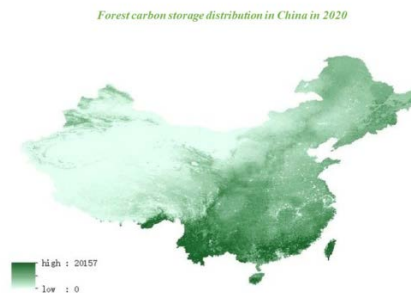 Forest carbon storage distribution in China in 2020
high : 20157
low : 0